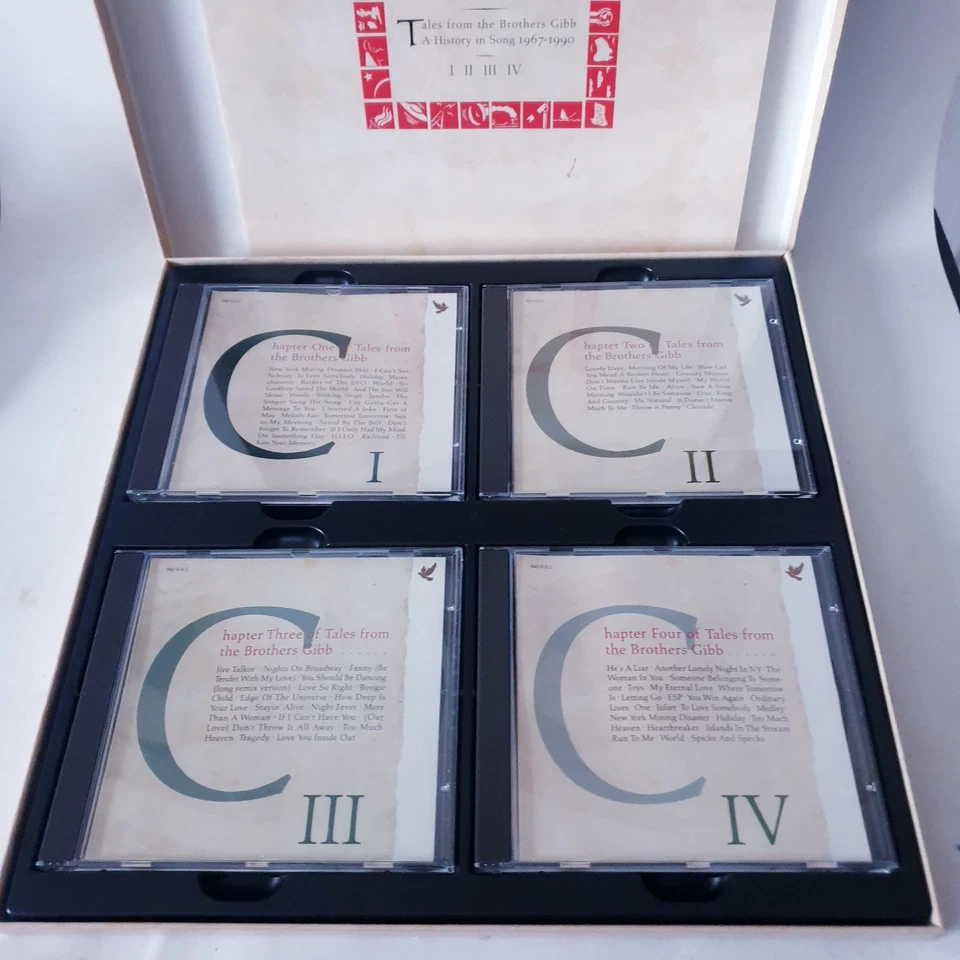 Tales from the Brothers Gibb
A History in Song 1967-1990
I II III IV
Chapter One of Tales from
the Brothers Gibb
New York Mining Disaster 1941 · I Can't See
Nobody · To Love Somebody · Holiday · Massa
chusetts · Barker of The UFO · World · Sir
Geoffrey Saved The World · And The Sun Will
Shine · Words · Sinking Ships · Jumbo · The
Singer Sang His Song · I've Gotta Get A
Message To You · I Started A Joke · First of
May · Melody Fair · Tomorrow Tomorrow · Sun
in My Morning · Saved By The Bell · Don't
Forget To Remember · If I Only Had My Mind
On Something Else · I.O.I.O · Railroad · I'll
Kiss Your Memory
I
Chapter Two of Tales from
the Brothers Gibb
Lonely Days · Morning Of My Life · How Can
You Mend A Broken Heart · Country Woman
Don't Wanna Live Inside Myself · My World
On Time · Run To Me · Alive · Saw A New
Morning · Wouldn't I Be Someone · Elisa · King
And Country · Mr. Natural · It Doesn't Matter
Much To Me · Throw A Penny · Charade
II
Chapter Three of Tales from
the Brothers Gibb . . . . . .
Jive Talkin' · Nights On Broadway · Fanny (Be
Tender With My Love) · You Should Be Dancing
(long remix version) · Love So Right · Boogie
Child · Edge Of The Universe · How Deep Is
Your Love · Stayin' Alive · Night Fever · More
Than A Woman · If I Can't Have You · (Our
Love) Don't Throw It All Away · Too Much
Heaven · Tragedy · Love You Inside Out
III
Chapter Four of Tales from
the Brothers Gibb . . . . . .
He's A Liar · Another Lonely Night In NY · The
Woman In You · Someone Belonging To Some-
one · Toys · My Eternal Love · Where Tomorrow
Is · Letting Go · ESP · You Win Again · Ordinary
Lives · One · Juliet · To Love Somebody · Medley:
New York Mining Disaster · Holiday · Too Much
Heaven · Heartbreaker · Islands In The Stream
Run To Me · World · Spicks And Specks
IV